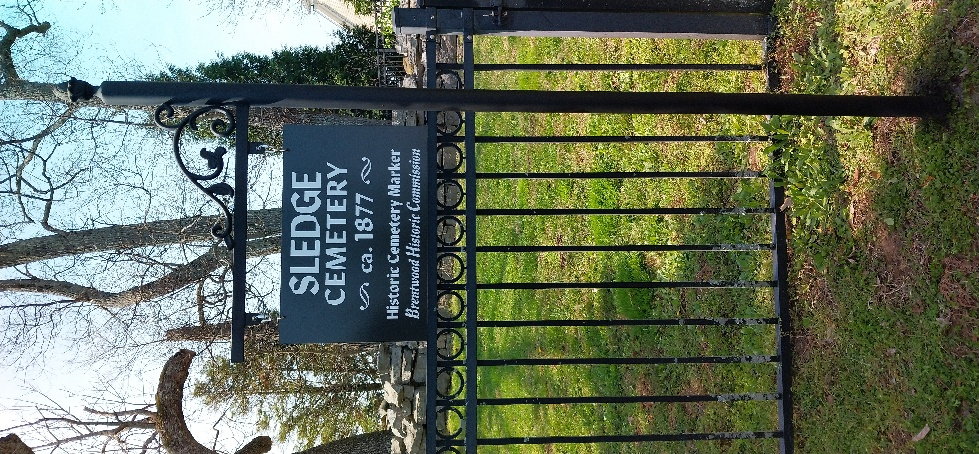 SLEDGE
CEMETERY
~ ca. 1877 ~
Historic Cemetery Marker
Brentwood Historic Commission